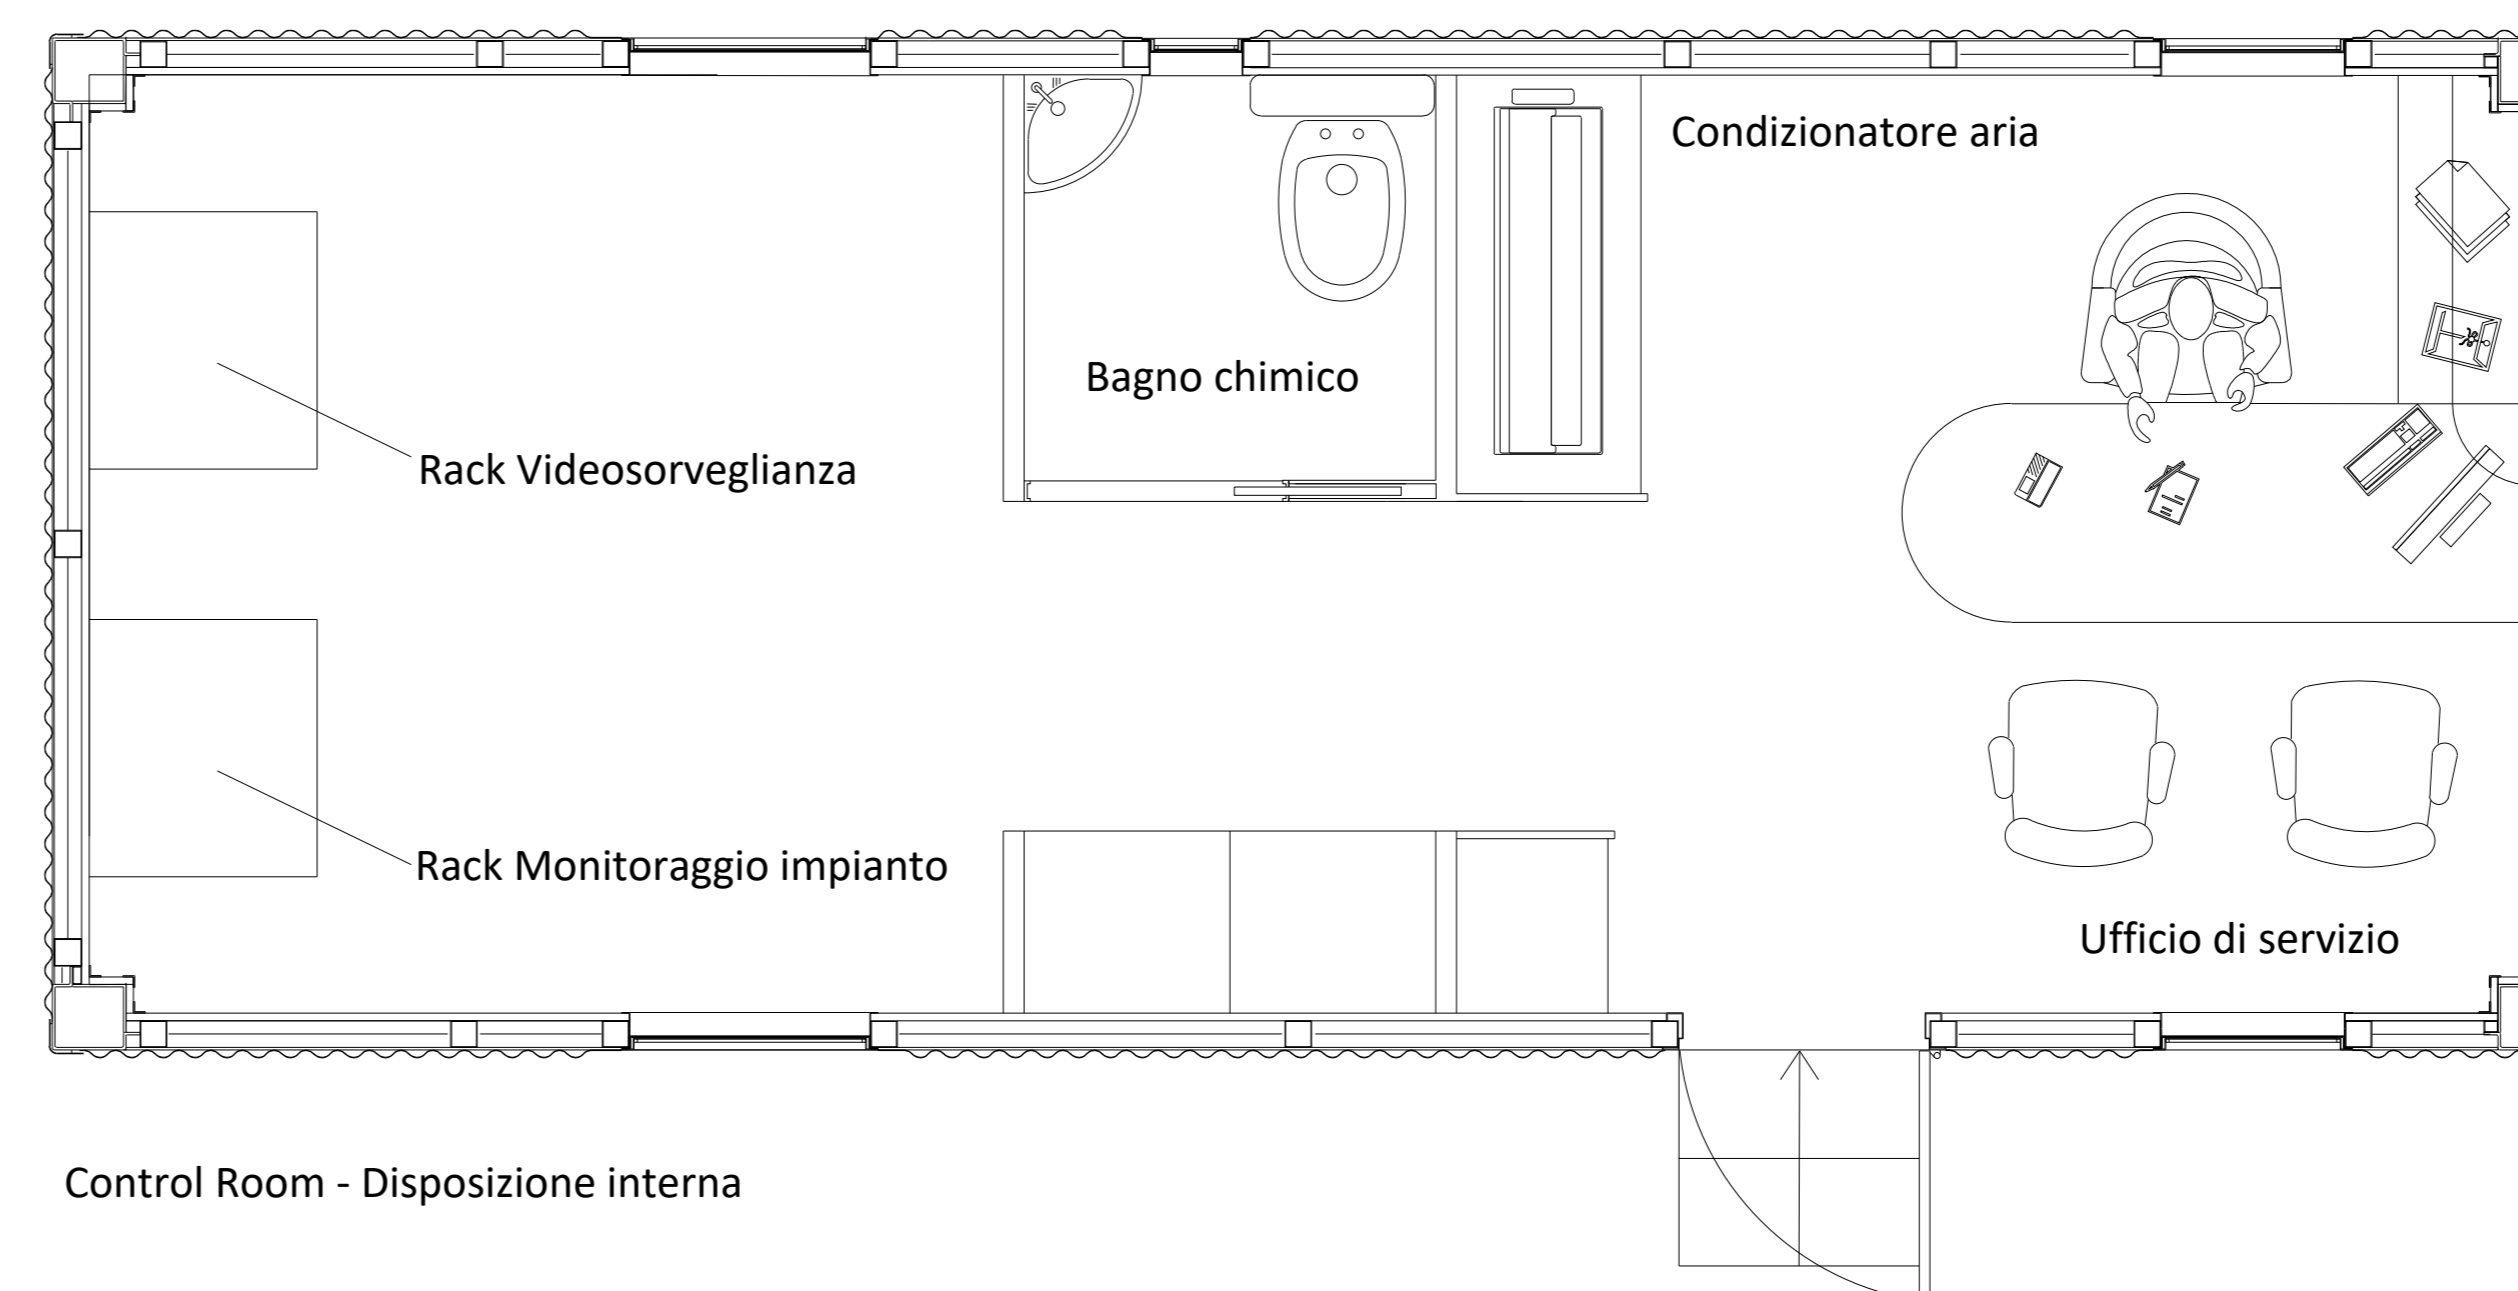 Condizionatore aria
Bagno chimico
Rack Videosorveglianza
Rack Monitoraggio impianto
Ufficio di servizio
Control Room - Disposizione interna